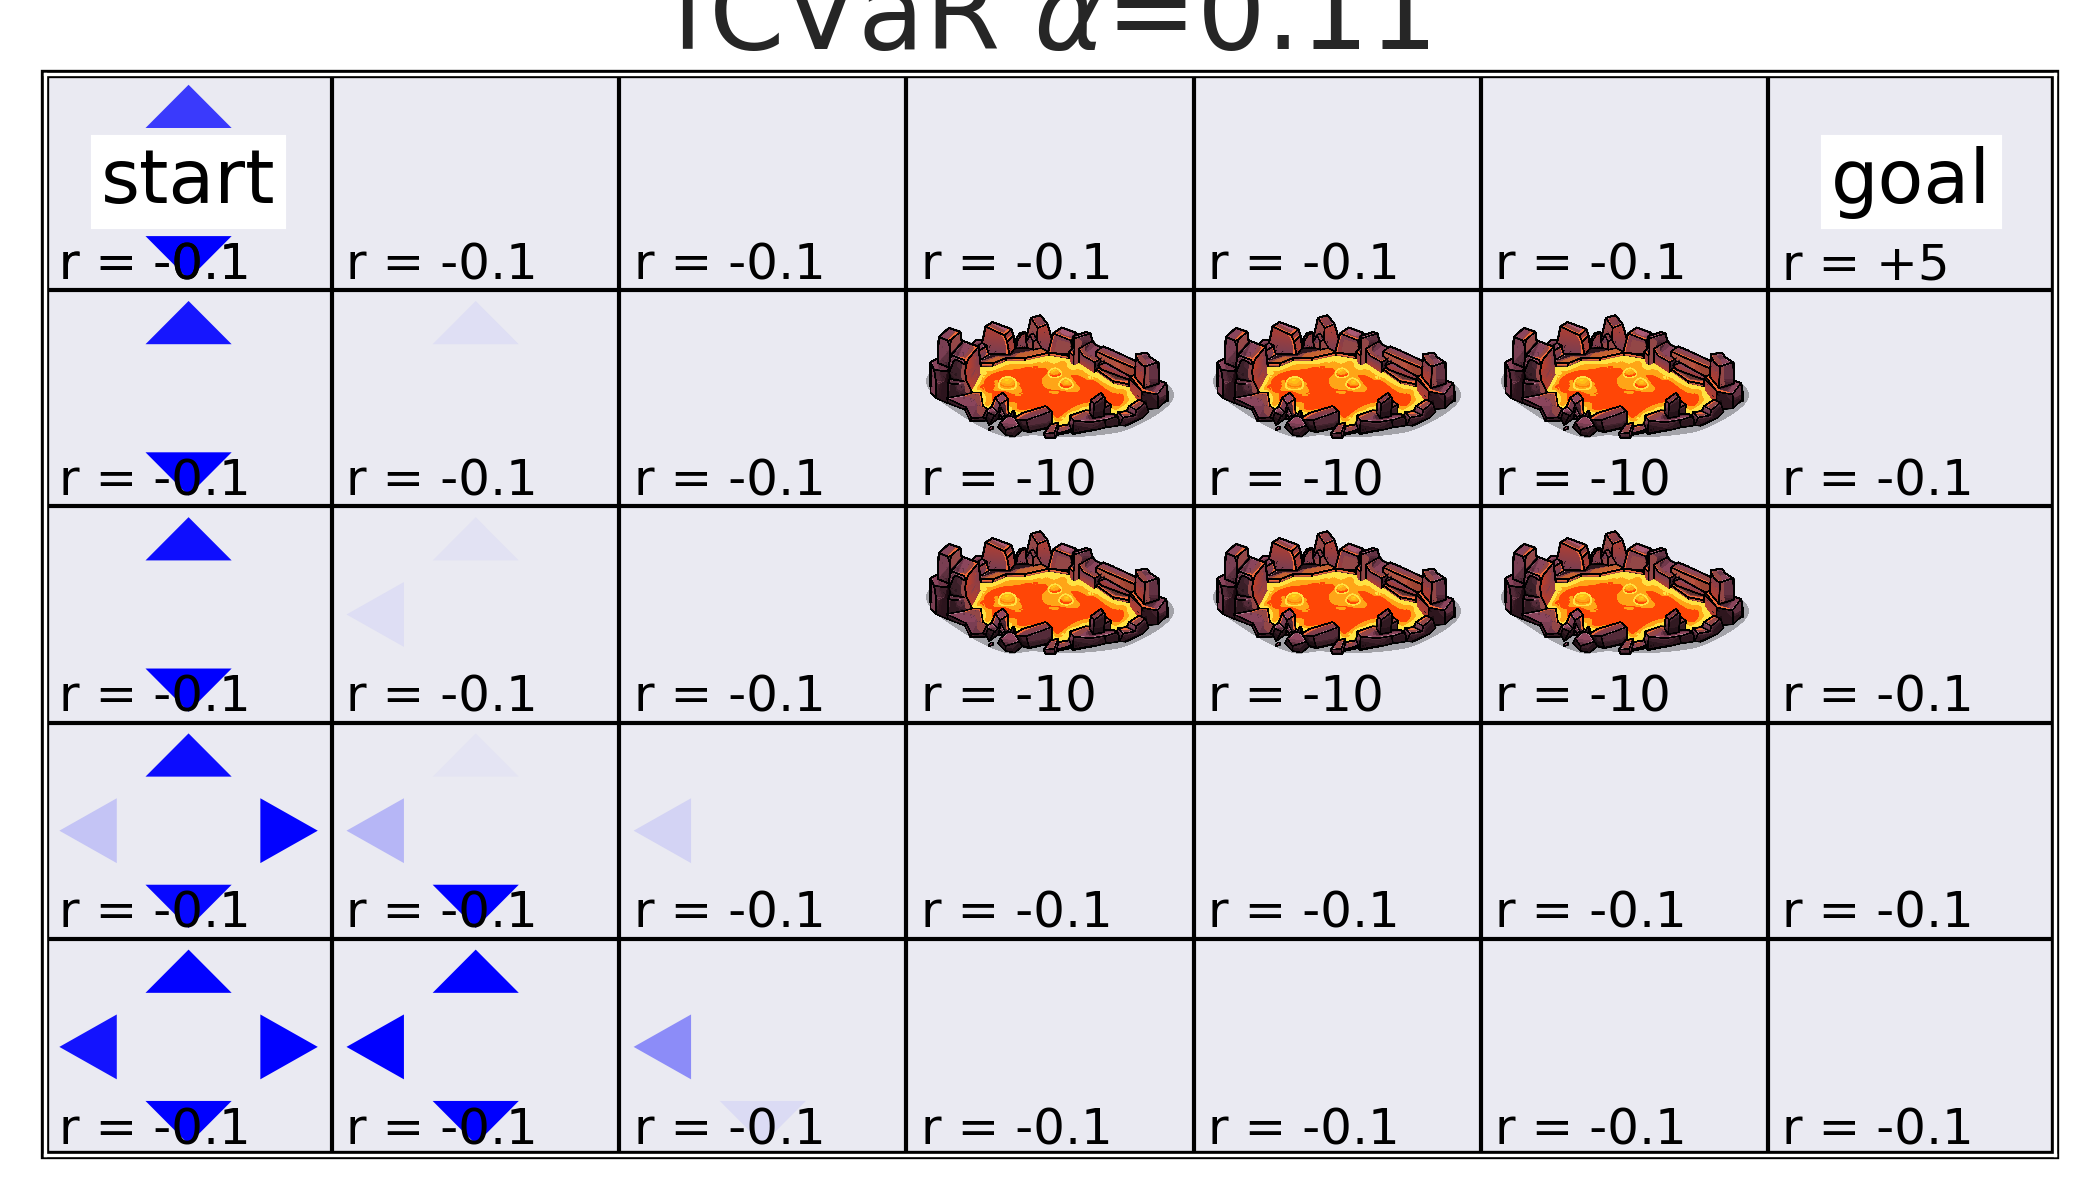 ICVaR α=0.11
start
goal
r = -0.1 r = -0.1 r = -0.1 r = -0.1 r = -0.1 r = -0.1 r = +5
r = -0.1 r = -0.1 r = -0.1 r = -10 r = -10 r = -10 r = -0.1
r = -0.1 r = -0.1 r = -0.1 r = -10 r = -10 r = -10 r = -0.1
r = -0.1 r = -0.1 r = -0.1 r = -0.1 r = -0.1 r = -0.1 r = -0.1
r = -0.1 r = -0.1 r = -0.1 r = -0.1 r = -0.1 r = -0.1 r = -0.1